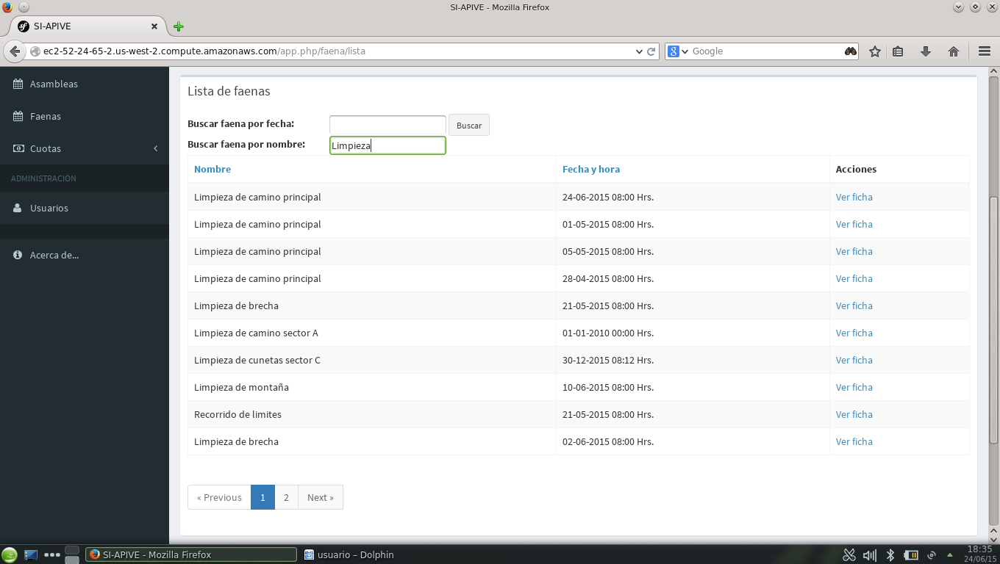 SI-APIVE - Mozilla Firefox
SI-APIVE
ec2-52-24-65-2.us-west-2.compute.amazonaws.com/app.php/faena/lista
Google
Asambleas
Faenas
Cuotas
ADMINISTRACIÓN
Usuarios
Acerca de...
Lista de faenas
Buscar faena por fecha: Buscar
Buscar faena por nombre: Limpieza
Nombre Fecha y hora Acciones
Limpieza de camino principal 24-06-2015 08:00 Hrs. Ver ficha
Limpieza de camino principal 01-05-2015 08:00 Hrs. Ver ficha
Limpieza de camino principal 05-05-2015 08:00 Hrs. Ver ficha
Limpieza de camino principal 28-04-2015 08:00 Hrs. Ver ficha
Limpieza de brecha 21-05-2015 08:00 Hrs. Ver ficha
Limpieza de camino sector A 01-01-2010 00:00 Hrs. Ver ficha
Limpieza de cunetas sector C 30-12-2015 08:12 Hrs. Ver ficha
Limpieza de montaña 10-06-2015 08:00 Hrs. Ver ficha
Recorrido de limites 21-05-2015 08:00 Hrs. Ver ficha
Limpieza de brecha 02-06-2015 08:00 Hrs. Ver ficha
« Previous 1 2 Next »
SI-APIVE - Mozilla Firefox usuario – Dolphin 18:35
24/06/15